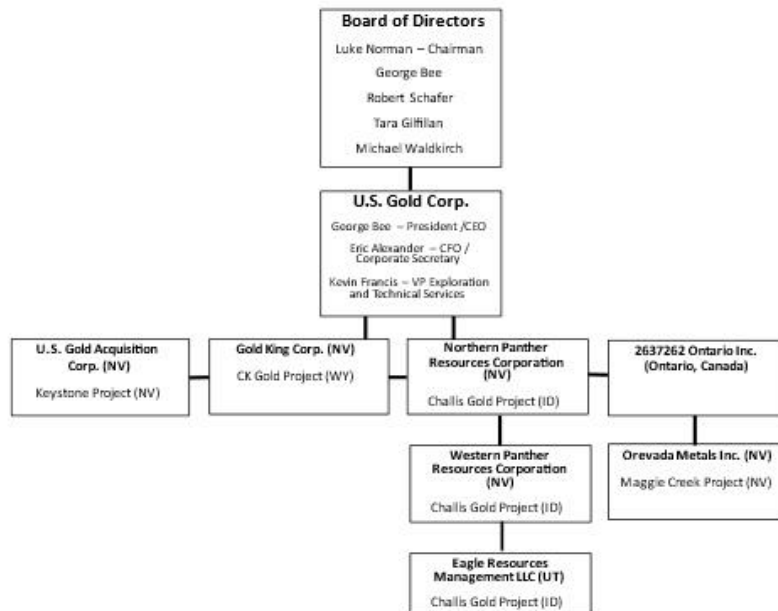 Board of Directors
Luke Norman – Chairman
George Bee
Robert Schafer
Tara Gilfillan
Michael Waldkirch
U.S. Gold Corp.
George Bee – President /CEO
Eric Alexander – CFO /
Corporate Secretary
Kevin Francis – VP Exploration
and Technical Services
U.S. Gold Acquisition
Corp. (NV)
Keystone Project (NV)
Gold King Corp. (NV)
CK Gold Project (WY)
Northern Panther
Resources Corporation
(NV)
Challis Gold Project (ID)
2637262 Ontario Inc.
(Ontario, Canada)
Western Panther
Resources Corporation
(NV)
Challis Gold Project (ID)
Orevada Metals Inc. (NV)
Maggie Creek Project (NV)
Eagle Resources
Management LLC (UT)
Challis Gold Project (ID)